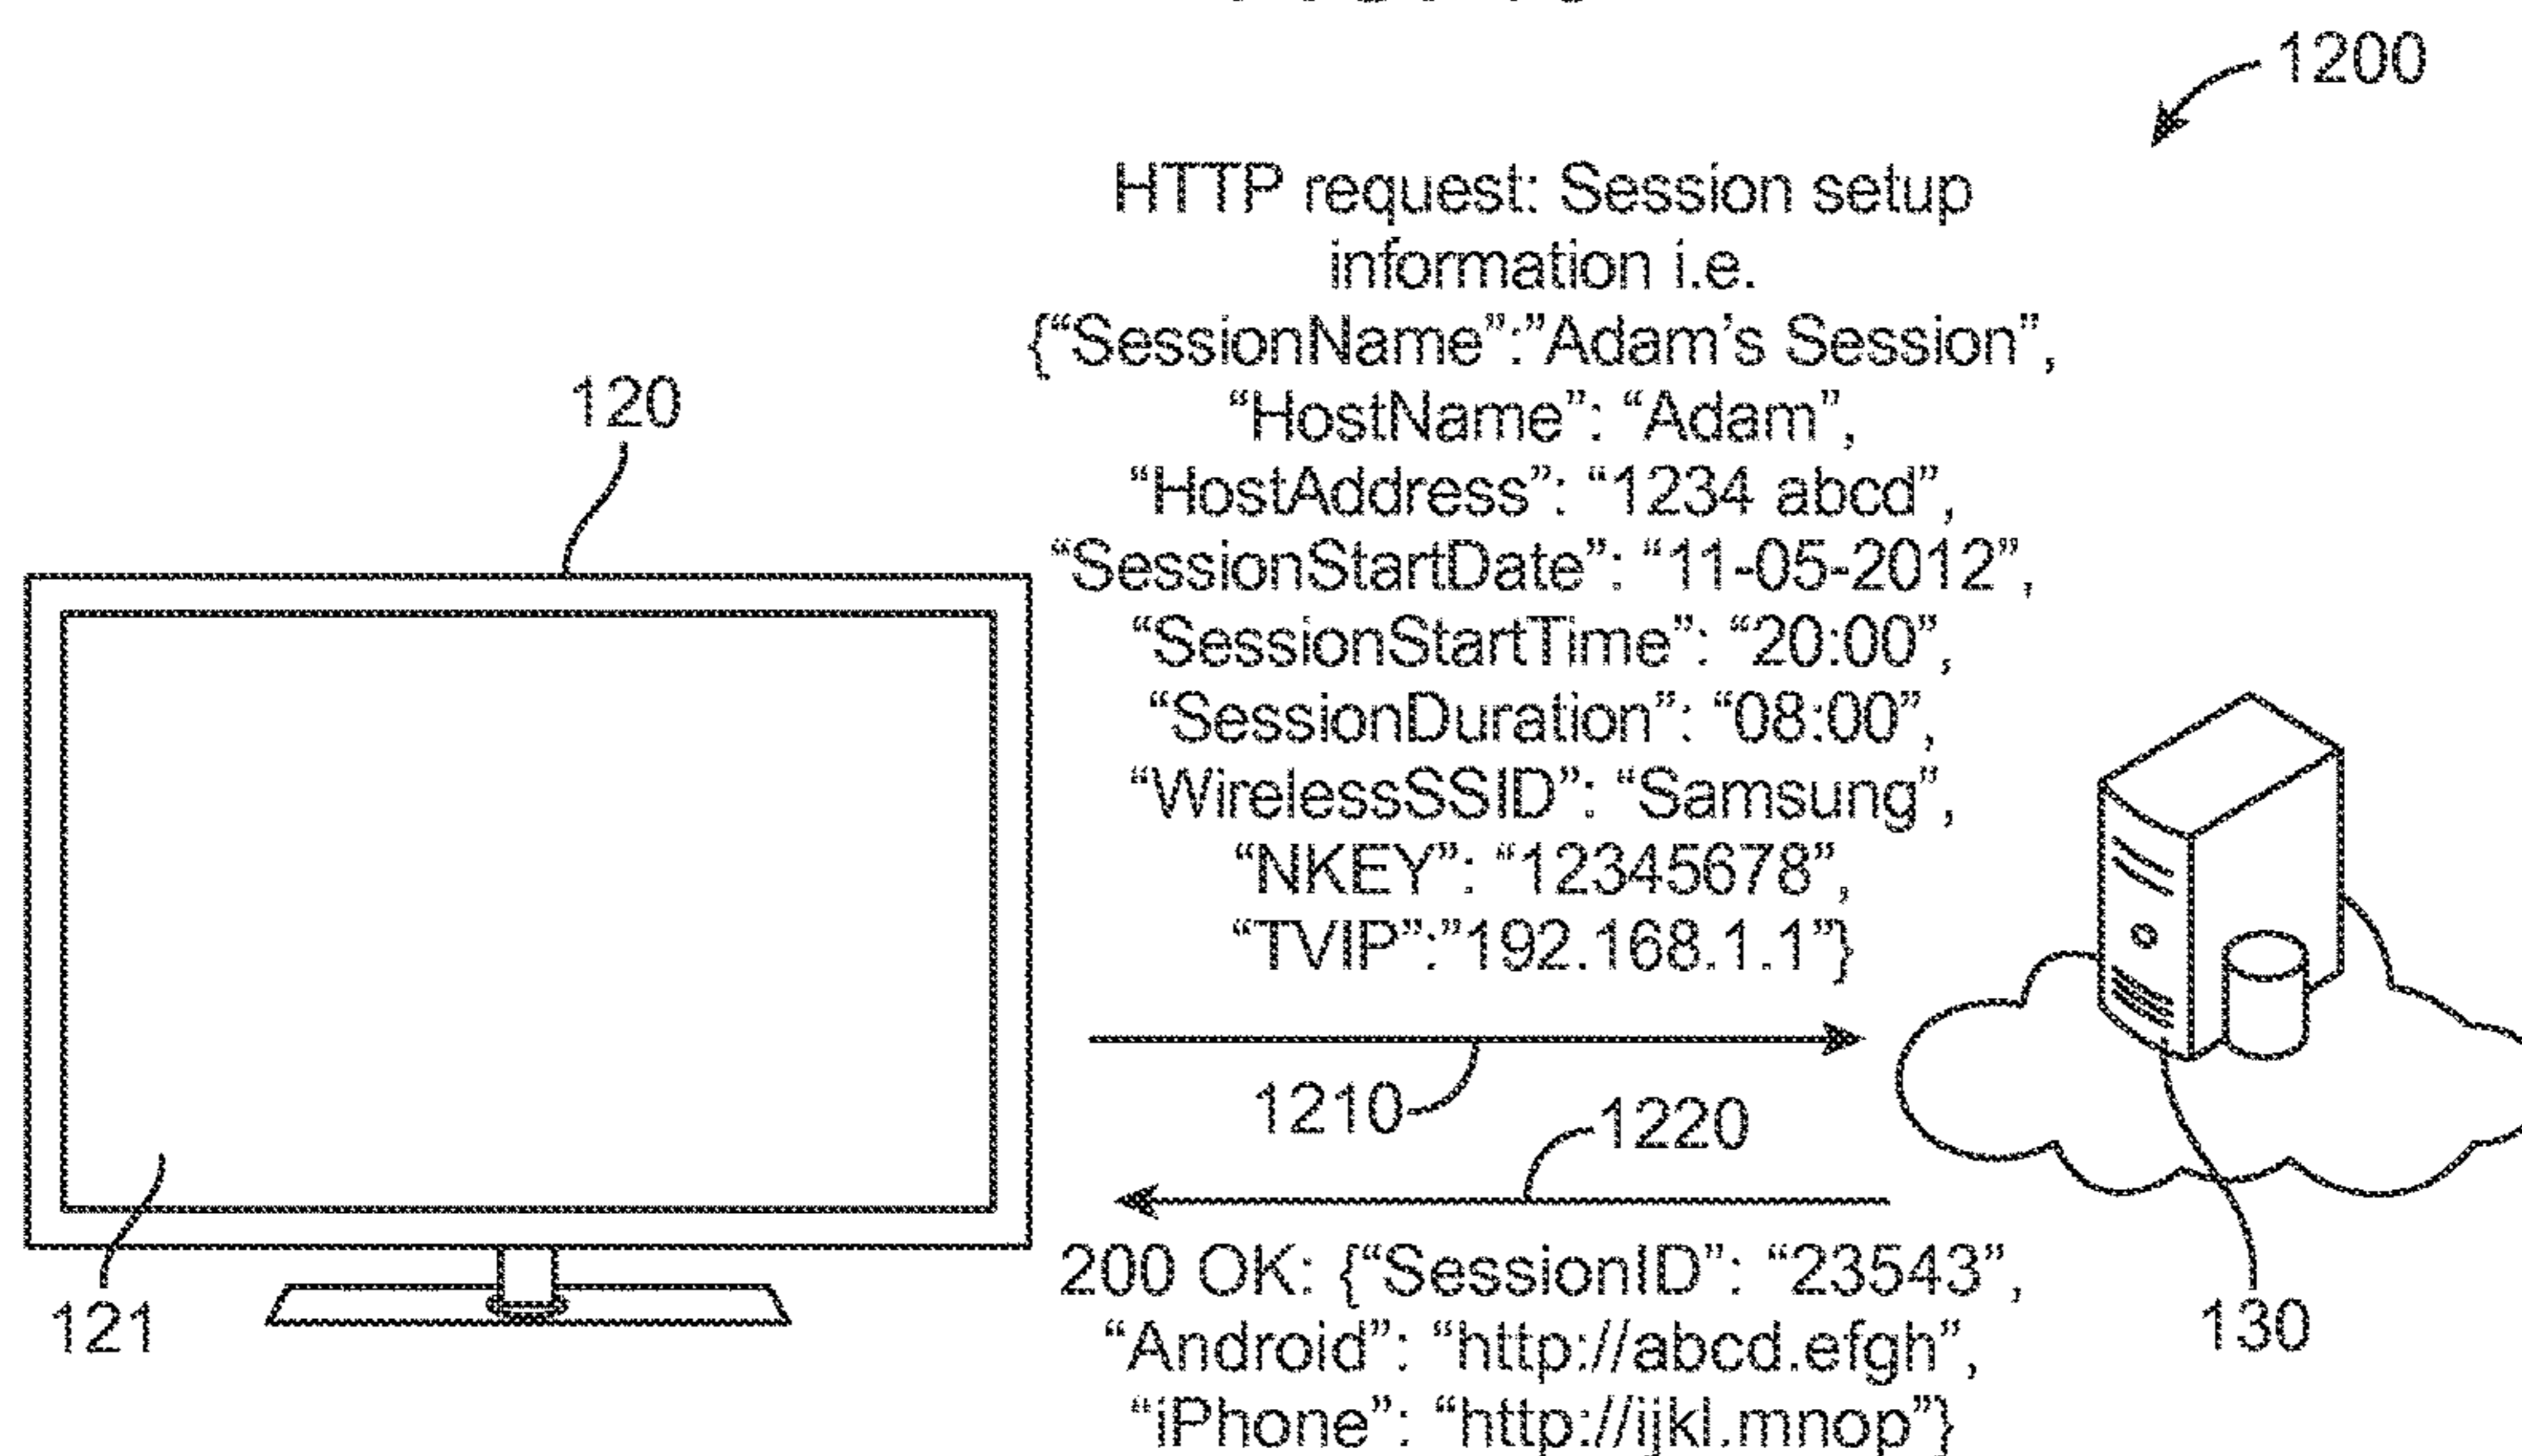 1200
HTTP request: Session setup
information i.e.
{“SessionName”:”Adam’s Session”,
“HostName”: “Adam”,
“HostAddress”: “1234 abcd”,
“SessionStartDate”: “11-05-2012”,
“SessionStartTime”: “20:00”,
“SessionDuration”: “08:00”,
“WirelessSSID”: “Samsung”,
“NKEY”: “12345678”,
“TVIP”:”192.168.1.1”}
120
1210
1220
121
200 OK: {“SessionID”: “23543”,
“Android”: “http://abcd.efgh”,
“iPhone”: “http://ijkl.mnop”}
130